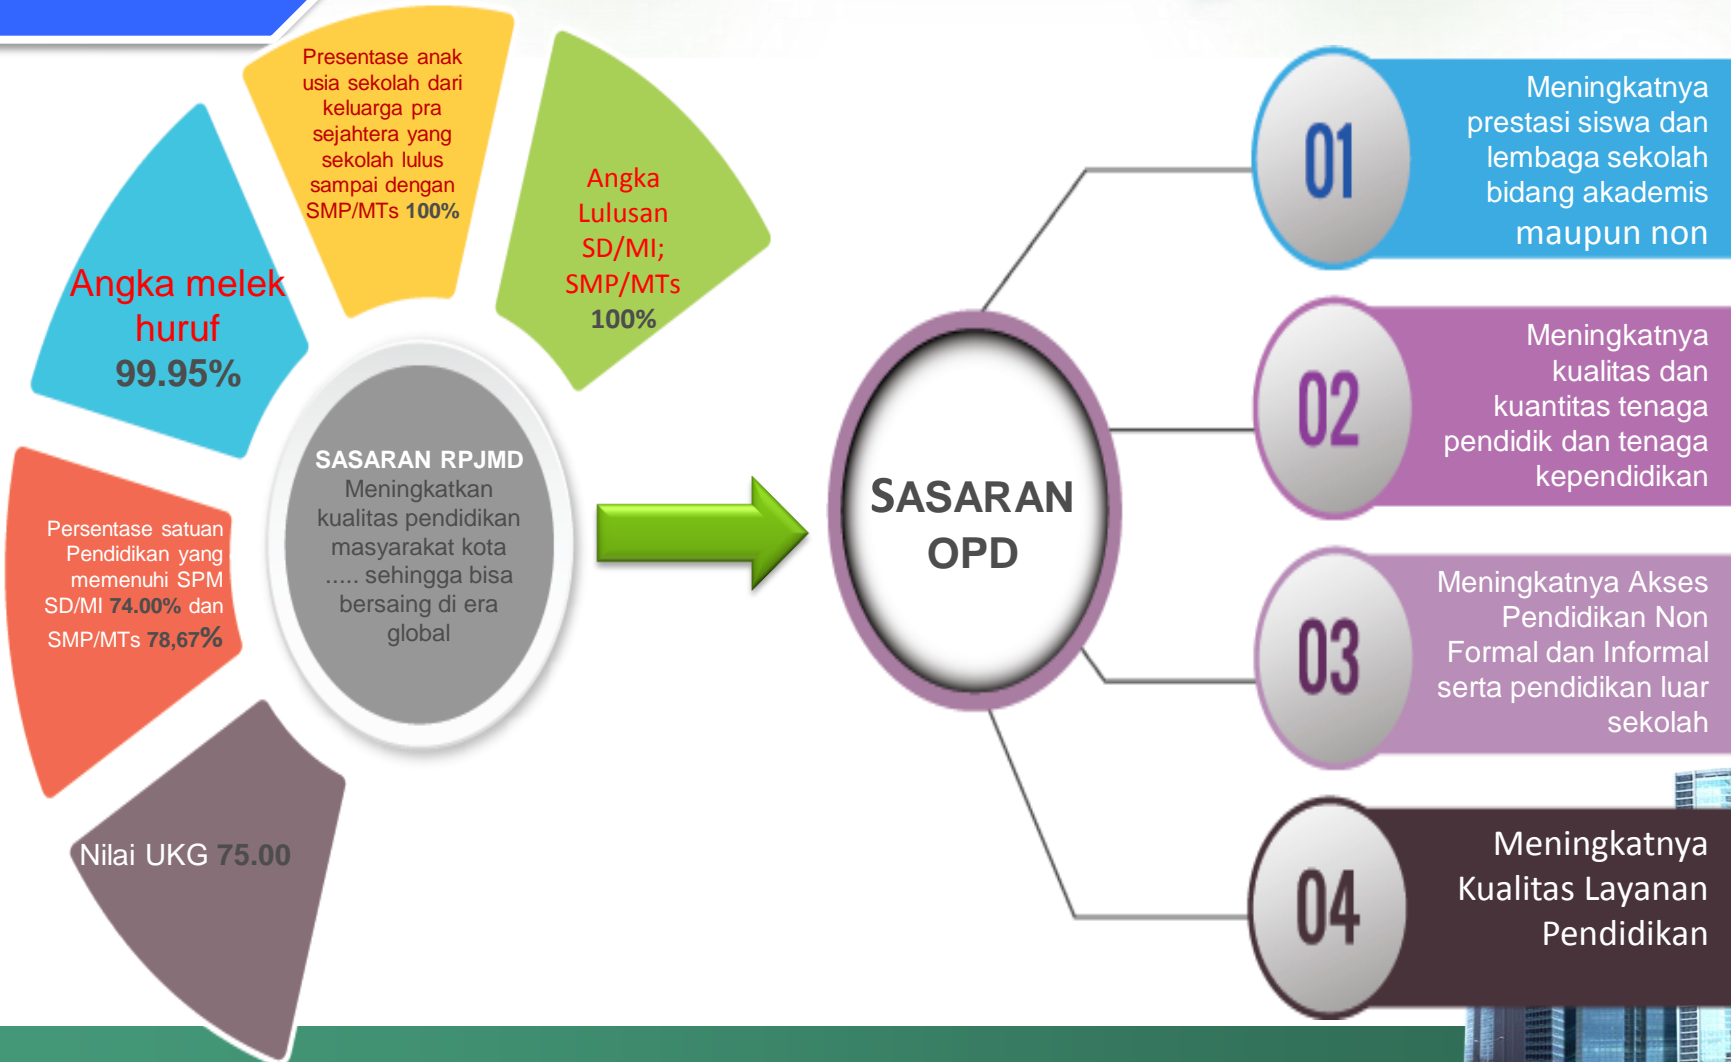 Presentase anak
usia sekolah dari
keluarga pra
sejahtera yang
sekolah lulus
sampai dengan
SMP/MTs 100%
Angka
Lulusan
SD/MI;
SMP/MTs
100%
Angka melek
huruf
99.95%
Persentase satuan
Pendidikan yang
memenuhi SPM
SD/MI 74.00% dan
SMP/MTs 78,67%
Nilai UKG 75.00
SASARAN RPJMD
Meningkatkan
kualitas pendidikan
masyarakat kota
..... sehingga bisa
bersaing di era
global
SASARAN
OPD
01
Meningkatnya
prestasi siswa dan
lembaga sekolah
bidang akademis
maupun non
02
Meningkatnya
kualitas dan
kuantitas tenaga
pendidik dan tenaga
kependidikan
03
Meningkatnya Akses
Pendidikan Non
Formal dan Informal
serta pendidikan luar
sekolah
04
Meningkatnya
Kualitas Layanan
Pendidikan